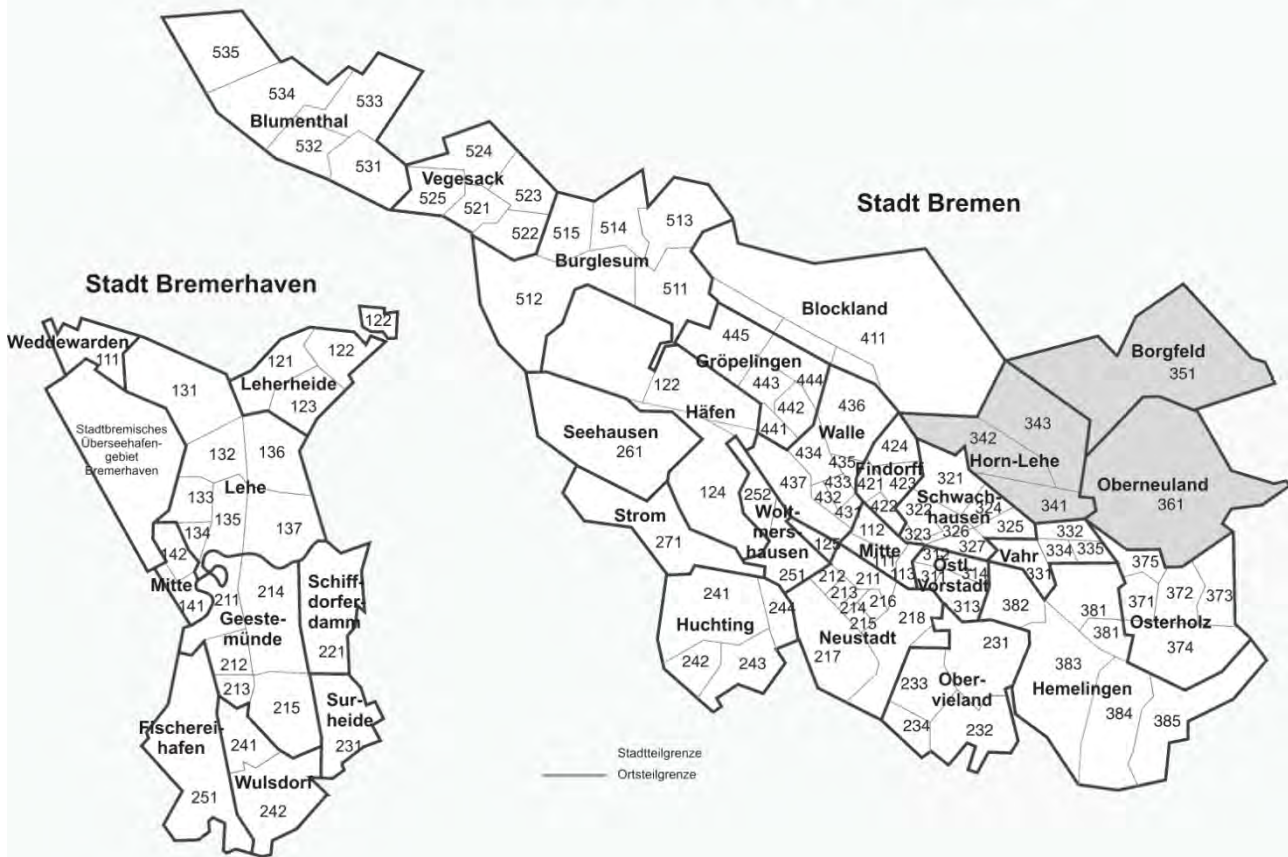 Stadt Bremen
Stadt Bremerhaven
535
534
533
Blumenthal
532
531
524
Vegesack
525
521
523
522
515
514
513
Burglesum
512
511
Blockland
411
445
Gröpelingen
443
444
442
441
122
Häfen
Seehausen
261
436
Walle
434
435
437
433
432
431
424
Findorff
421
423
422
Borgfeld
351
343
342
Horn-Lehe
341
Oberneuland
361
321
Schwach-
hausen
324
322
325
323
326
327
332
334
335
Vahr
331
Strom
271
124
252
Wolt-
mers-
hausen
125
251
112
Mitte
111
113
312
Östl.
311
314
Vorstadt
313
241
Huchting
244
242
243
212
211
213
216
214
215
218
Neustadt
217
231
233
Ober-
vieland
234
232
382
381
381
383
Hemelingen
384
385
375
371
372
373
Osterholz
374
Weddewarden
111
122
122
121
Leherheide
123
131
Stadtbremisches
Überseehafen-
gebiet
Bremerhaven
132
136
Lehe
133
135
134
137
142
Mitte
141
211
214
Geeste-
münde
212
213
215
Schiff-
dorfer-
damm
221
Sur-
heide
231
Fischerei-
hafen
251
241
Wulsdorf
242
Stadtteilgrenze
Ortsteilgrenze